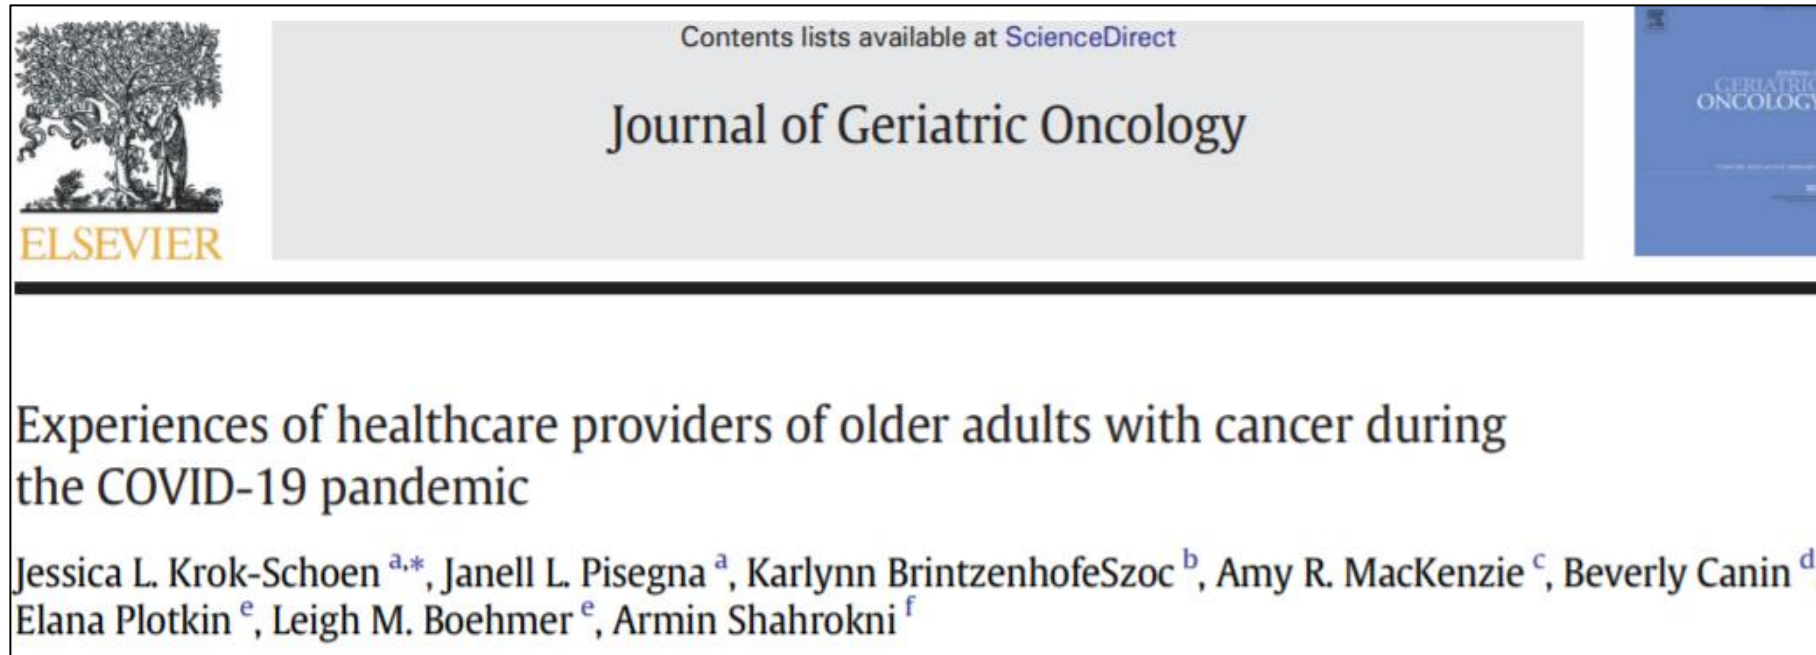 Contents lists available at ScienceDirect
Journal of Geriatric Oncology
ELSEVIER
GERIATRIC
ONCOLOGY
Experiences of healthcare providers of older adults with cancer during
the COVID-19 pandemic
Jessica L. Krok-Schoen a,*, Janell L. Pisegna a, Karlynn BrintzenhofeSzoc b, Amy R. MacKenzie c, Beverly Canin d
Elana Plotkin e, Leigh M. Boehmer e, Armin Shahrokni f